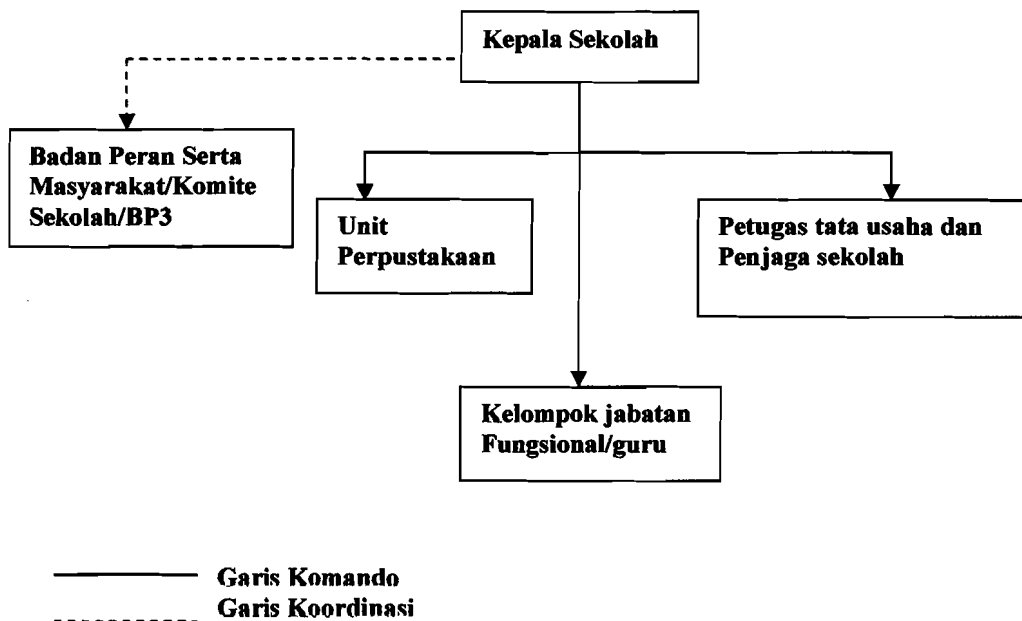 Kepala Sekolah
Badan Peran Serta
Masyarakat/Komite
Sekolah/BP3
Unit
Perpustakaan
Petugas tata usaha dan
Penjaga sekolah
Kelompok jabatan
Fungsional/guru
Garis Komando
Garis Koordinasi